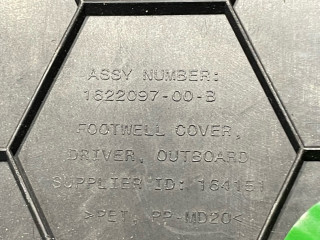 ASSY NUMBER:
1622097-00-B
FOOTWELL COVER,
DRIVER, OUTBOARD
SUPPLIER ID: 164151
>PET, PP-MD20<